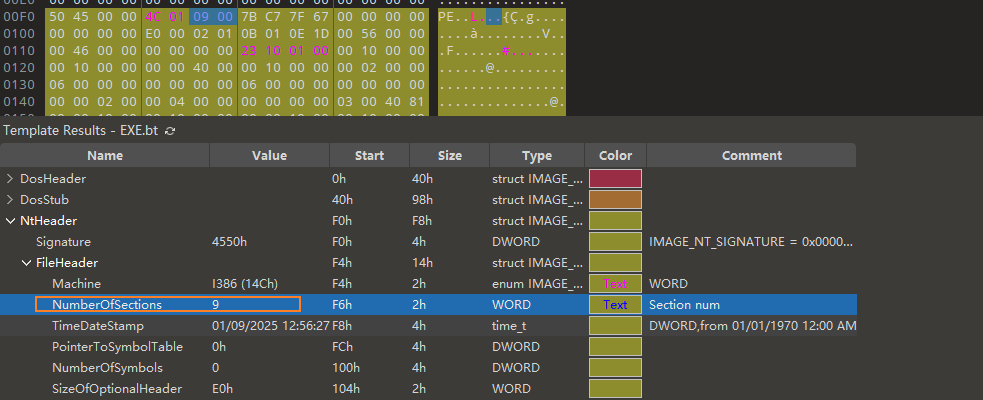 00F0 50 45 00 00 4C 01 09 00 7B C7 7F 67 00 00 00 00 PE..L...{Ç.g....
0100 00 00 00 00 E0 00 02 01 0B 01 0E 1D 00 56 00 00 ....à........V..
0110 00 46 00 00 00 00 00 00 23 10 01 00 00 10 00 00 .F......#.......
0120 00 10 00 00 00 00 40 00 00 10 00 00 00 02 00 00 ......@.........
0130 06 00 00 00 00 00 00 00 06 00 00 00 00 00 00 00 ................
0140 00 00 02 00 00 04 00 00 00 00 00 00 03 00 40 81 ..............@.
Template Results - EXE.bt
Name Value Start Size Type Color Comment
DosHeader 0h 40h struct IMAGE_...
DosStub 40h 98h struct IMAGE_...
NtHeader F0h F8h struct IMAGE_...
Signature 4550h F0h 4h DWORD IMAGE_NT_SIGNATURE = 0x0000...
FileHeader F4h 14h struct IMAGE_...
Machine I386 (14Ch) F4h 2h enum IMAGE_... Text WORD
NumberOfSections 9 F6h 2h WORD Text Section num
TimeDateStamp 01/09/2025 12:56:27 F8h 4h time_t DWORD,from 01/01/1970 12:00 AM
PointerToSymbolTable 0h FCh 4h DWORD
NumberOfSymbols 0 100h 4h DWORD
SizeOfOptionalHeader E0h 104h 2h WORD